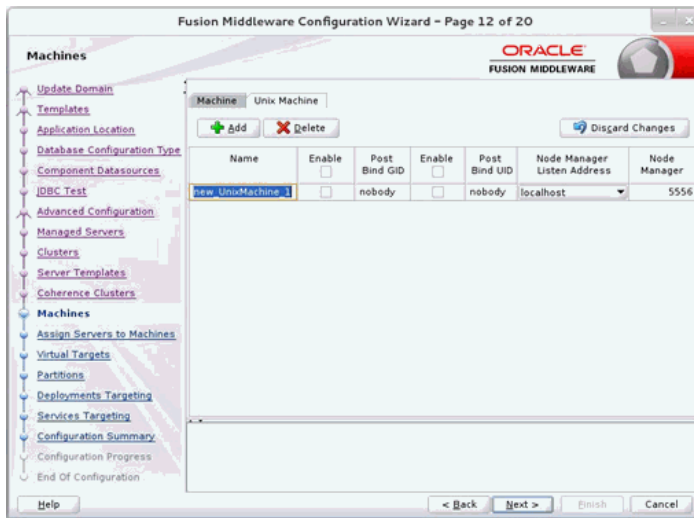 Fusion Middleware Configuration Wizard - Page 12 of 20
Machines
ORACLE
FUSION MIDDLEWARE
Update Domain
Templates
Application Location
Database Configuration Type
Component Datasources
JDBC Test
Advanced Configuration
Managed Servers
Clusters
Server Templates
Coherence Clusters
Machines
Assign Servers to Machines
Virtual Targets
Partitions
Deployments Targeting
Services Targeting
Configuration Summary
Configuration Progress
End Of Configuration
Machine Unix Machine
Add Delete Discard Changes
Name Enable Post Bind GID Enable Post Bind UID Node Manager Listen Address Node Manager
new_UnixMachine_1 nobody nobody localhost 5556
Help < Back Next > Finish Cancel